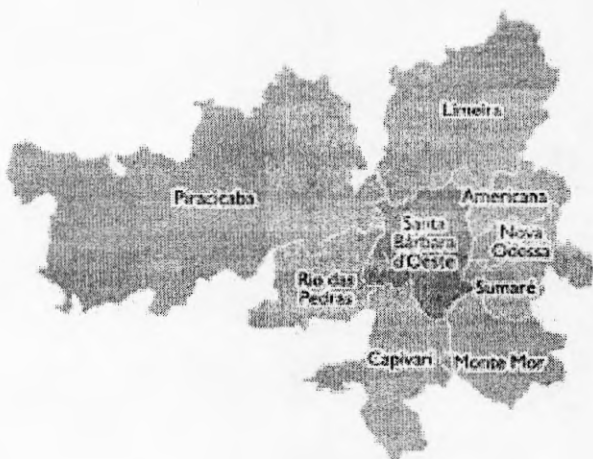 Limeira
Piracicaba
Americana
Santa
Bárbara
d'Oeste
Nova
Odessa
Rio das
Pedras
Sumaré
Capivari
Monte Mor